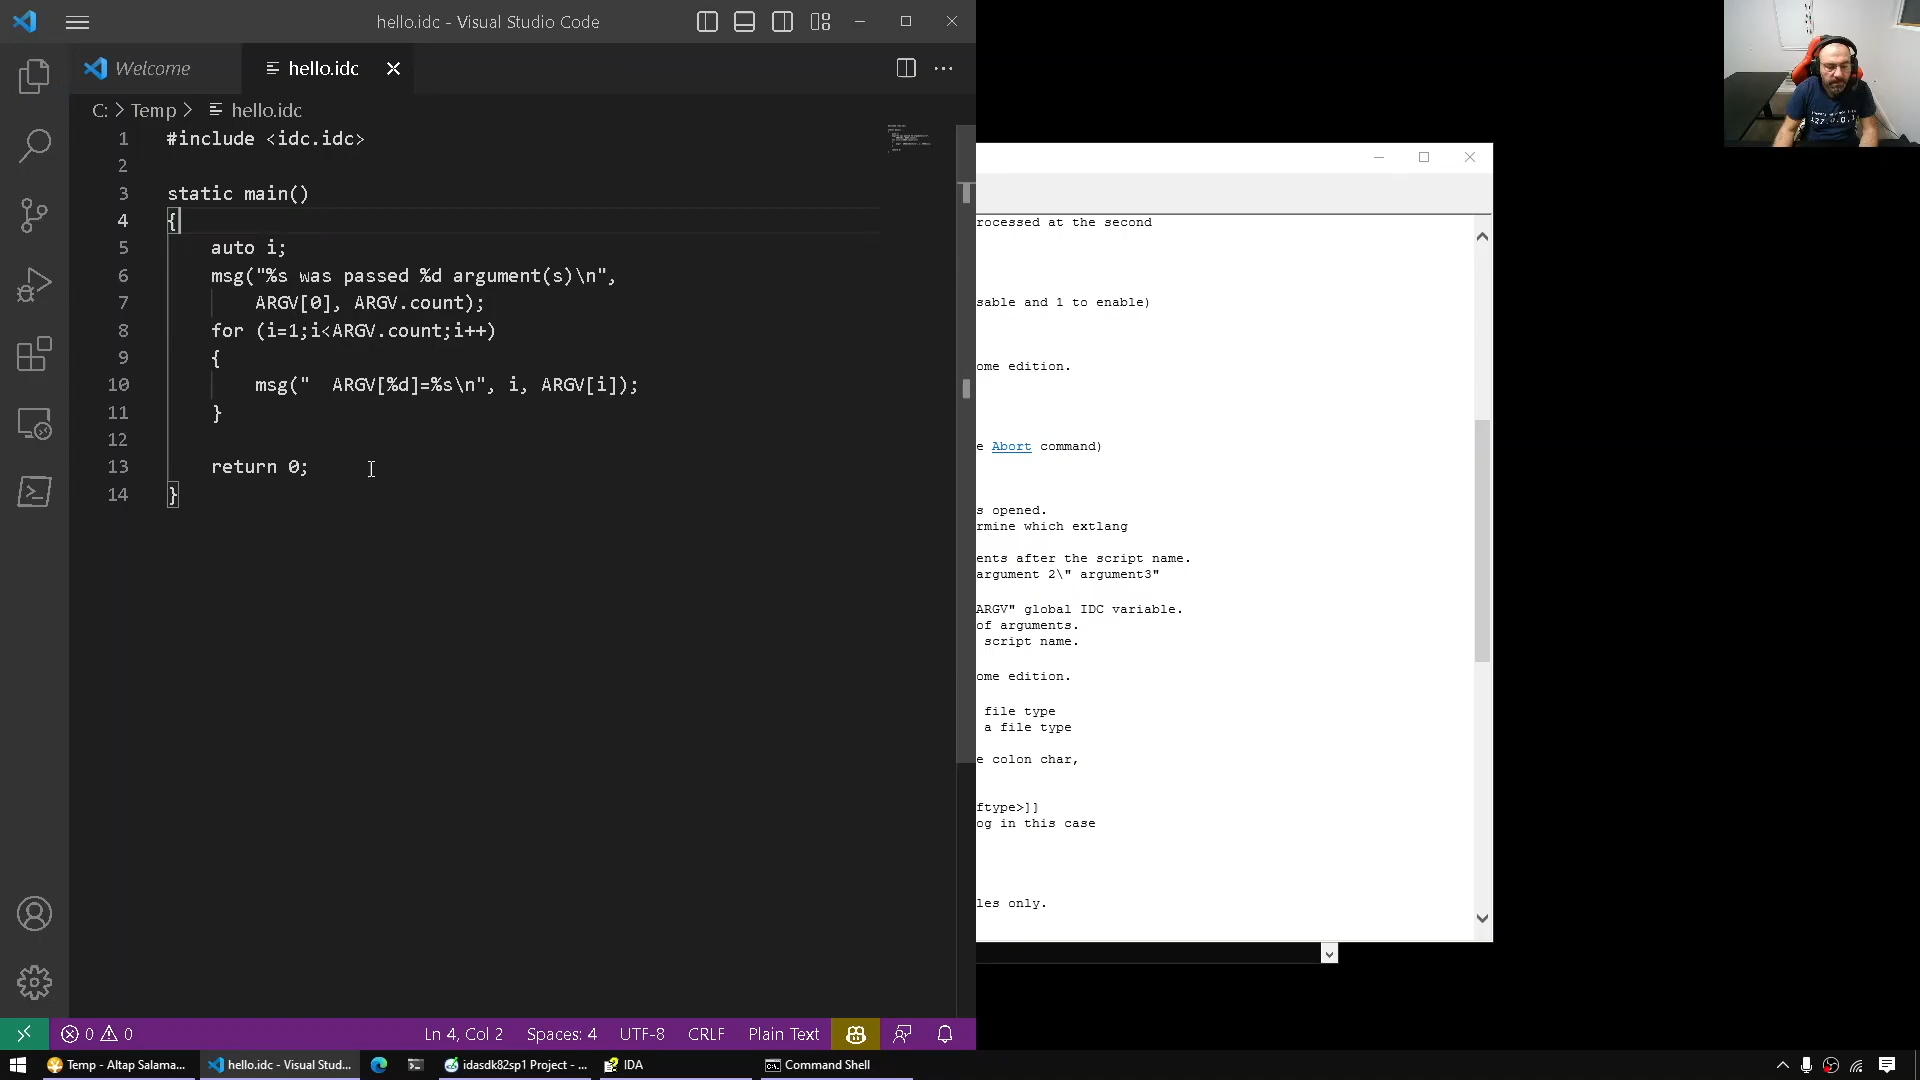 hello.idc - Visual Studio Code
Welcome
hello.idc
C: > Temp > hello.idc
1 #include <idc.idc>
2
3 static main()
4 {
5 auto i;
6 msg("%s was passed %d argument(s)\n",
7 ARGV[0], ARGV.count);
8 for (i=1;i<ARGV.count;i++)
9 {
10 msg("  ARGV[%d]=%s\n", i, ARGV[i]);
11 }
12
13 return 0;
14 }
rocessed at the second
sable and 1 to enable)
ome edition.
e Abort command)
s opened.
rmine which extlang
ents after the script name.
argument 2\" argument3"
ARGV" global IDC variable.
of arguments.
script name.
ome edition.
file type
a file type
e colon char,
ftype>]]
og in this case
les only.
127.0.0.1
0 0
Ln 4, Col 2 Spaces: 4 UTF-8 CRLF Plain Text
Temp - Altap Salama... hello.idc - Visual Stud... idasdk82sp1 Project - ... IDA Command Shell